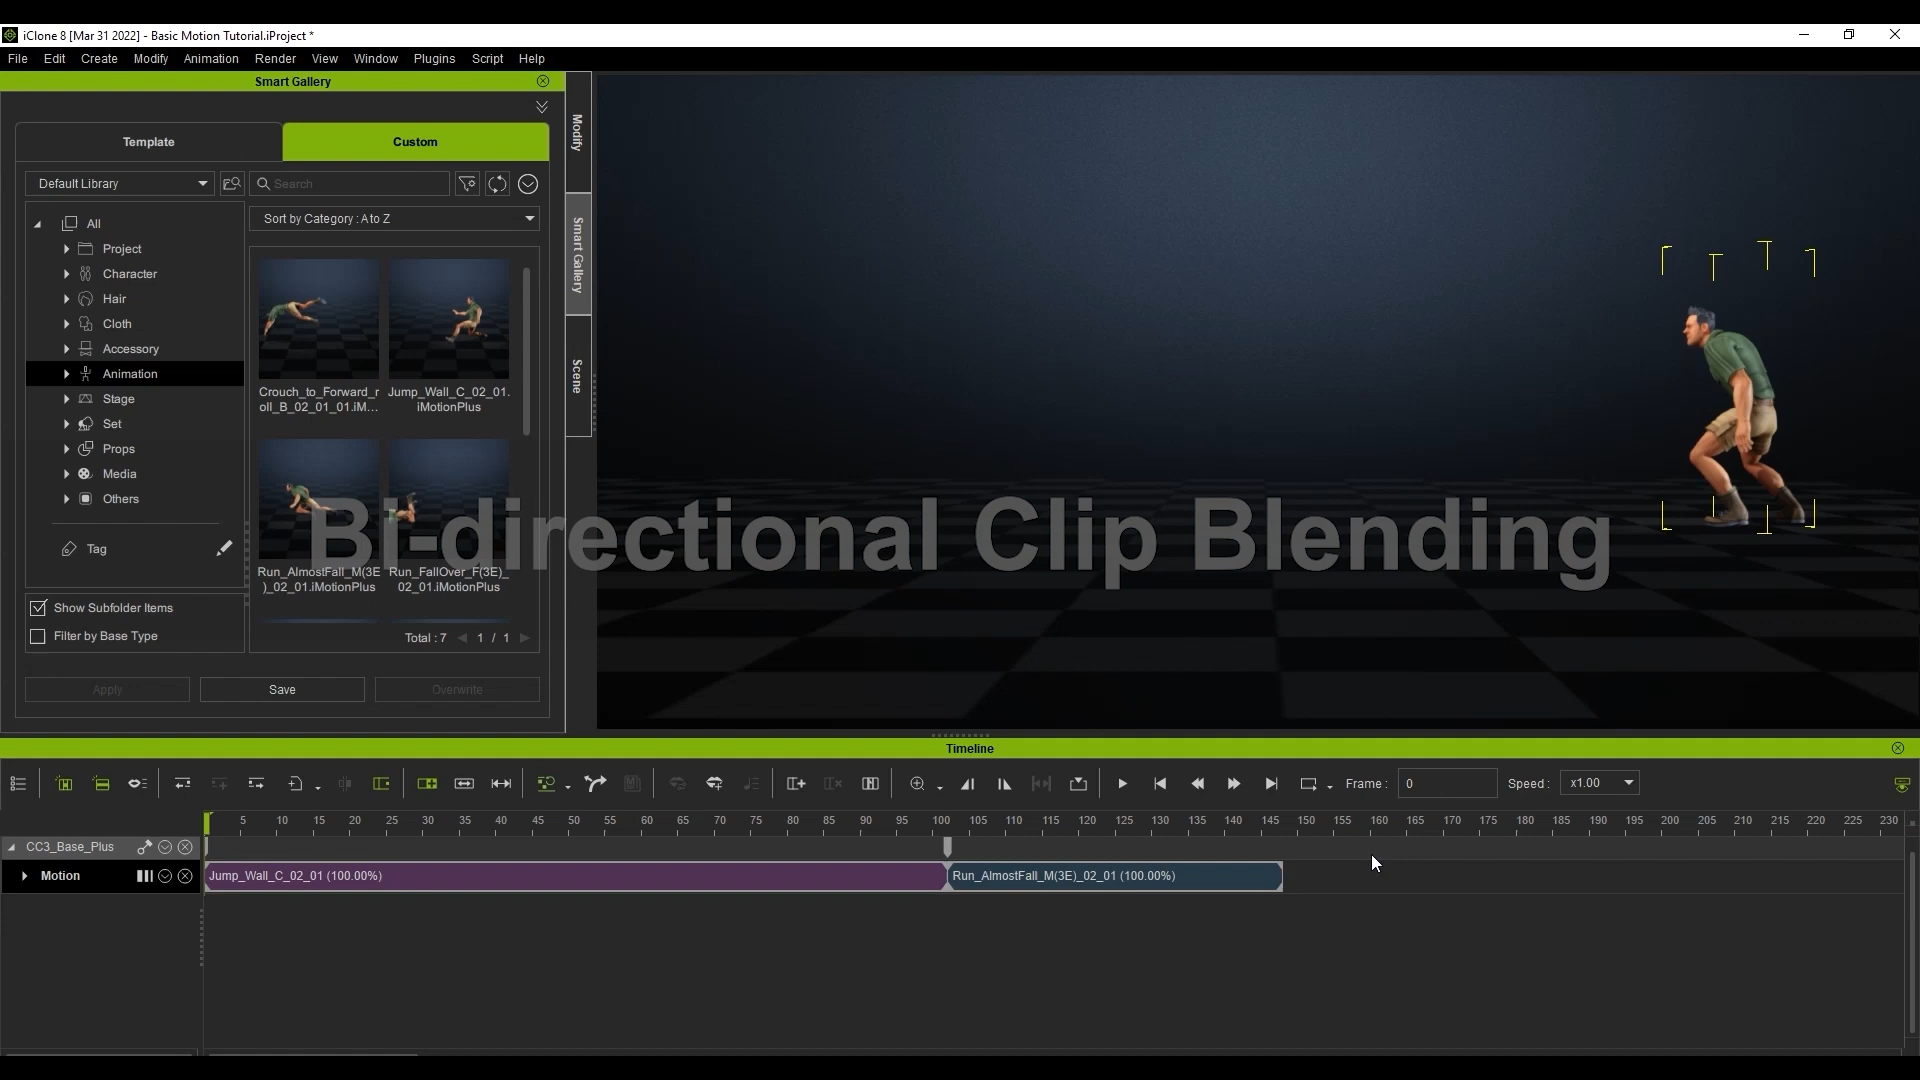 iClone 8 [Mar 31 2022] - Basic Motion Tutorial.iProject *
File Edit Create Modify Animation Render View Window Plugins Script Help
Smart Gallery
Template
Custom
Default Library
Search
Sort by Category : A to Z
All
Project
Character
Hair
Cloth
Accessory
Animation
Stage
Set
Props
Media
Others
Tag
Show Subfolder Items
Filter by Base Type
Crouch_to_Forward_r
oll_B_02_01_01.iM...
Jump_Wall_C_02_01.
iMotionPlus
Run_AlmostFall_M(3E
)_02_01.iMotionPlus
Run_FallOver_F(3E)_
02_01.iMotionPlus
Total : 7
1 / 1
Apply
Save
Overwrite
Modify
Smart Gallery
Scene
Bi-directional Clip Blending
Timeline
Frame : 0
Speed : x1.00
5 10 15 20 25 30 35 40 45 50 55 60 65 70 75 80 85 90 95 100 105 110 115 120 125 130 135 140 145 150 155 160 165 170 175 180 185 190 195 200 205 210 215 220 225 230
CC3_Base_Plus
Motion
Jump_Wall_C_02_01 (100.00%)
Run_AlmostFall_M(3E)_02_01 (100.00%)